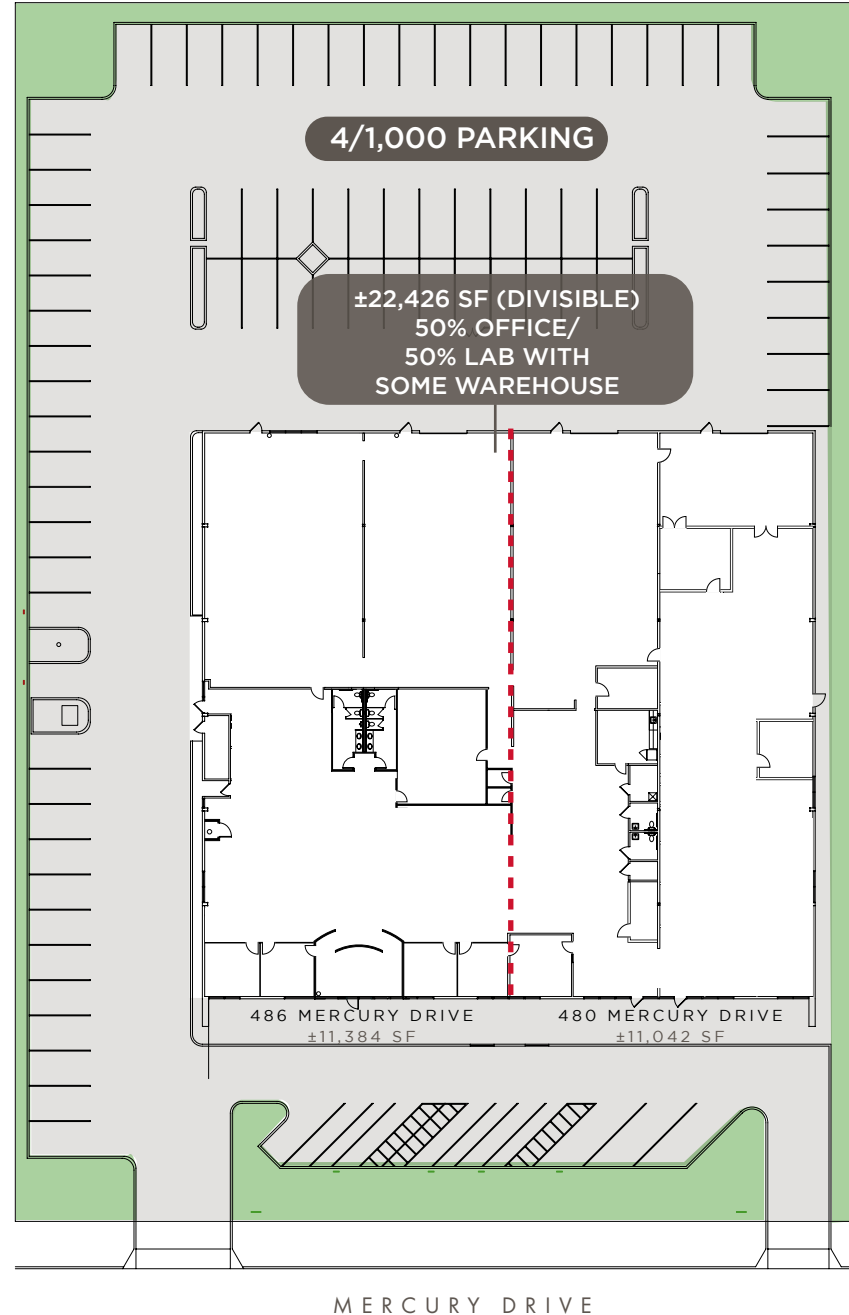 4/1,000 PARKING
±22,426 SF (DIVISIBLE)
50% OFFICE/
50% LAB WITH
SOME WAREHOUSE
486 MERCURY DRIVE
±11,384 SF
480 MERCURY DRIVE
±11,042 SF
MERCURY DRIVE